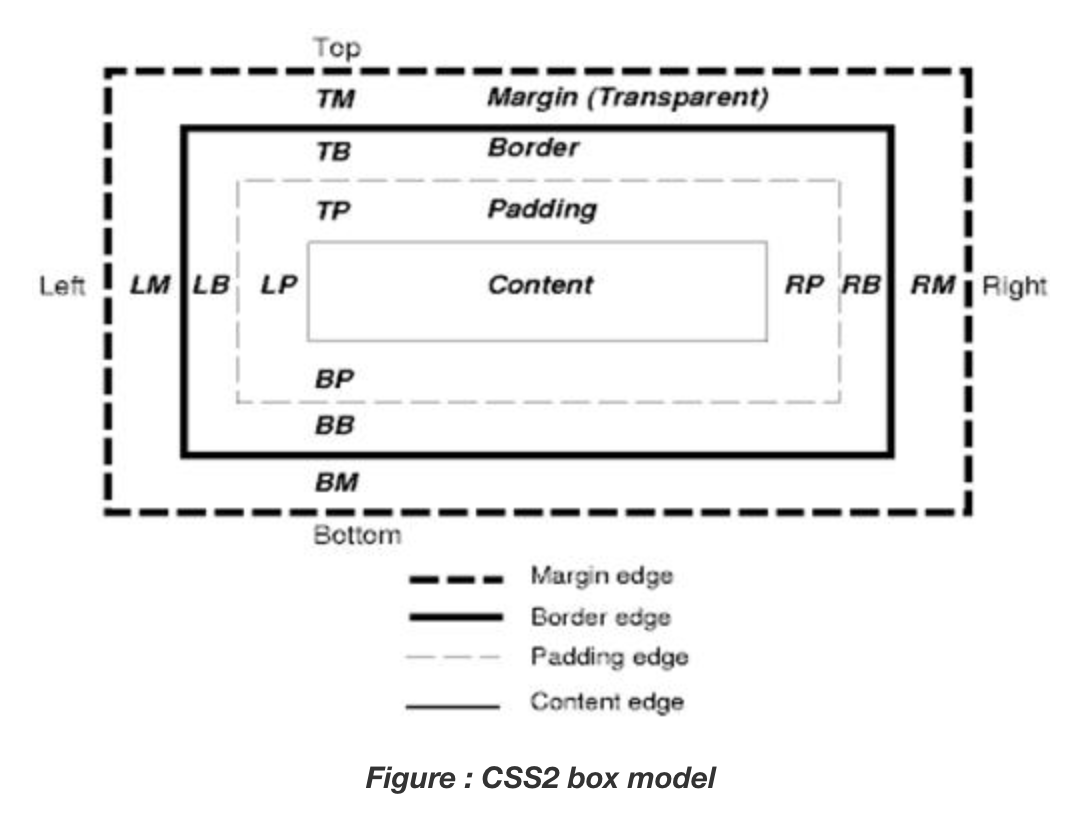 Top
TM Margin (Transparent)
TB Border
TP Padding
Left LM LB LP Content RP RB RM Right
BP
BB
BM
Bottom
Margin edge
Border edge
Padding edge
Content edge
Figure : CSS2 box model